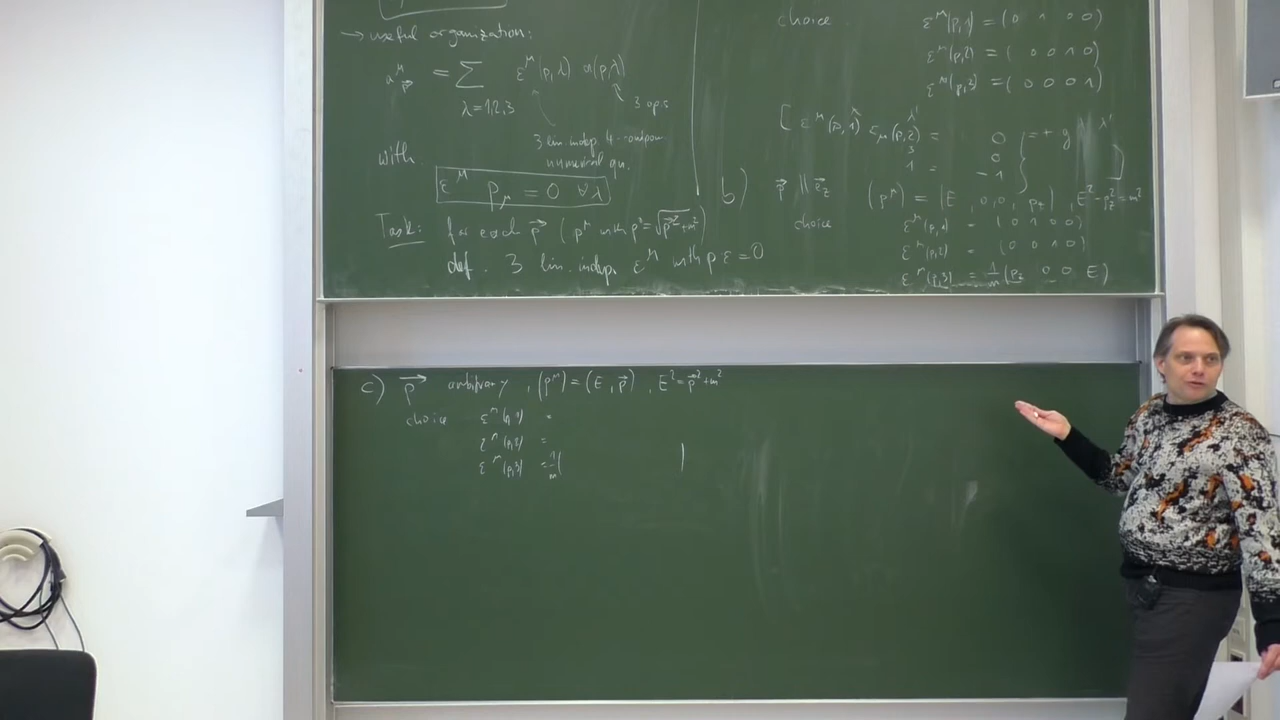 → useful organization:
a^μ_p⃗ = ∑ ε^μ(p,λ) a(p,λ)
λ=1,2,3
3 ops
3 lin. indep. 4-
numerical qu.
with
ε^μ p_μ = 0 ∀λ
Task: for each p⃗ (p^μ with p⁰=√(p⃗²+m²))
def. 3 lin. indep. ε^μ with p ε = 0
choice
ε^μ(p,1) = (0 1 0 0)
ε^μ(p,2) = ( 0 0 1 0)
ε^μ(p,3) = ( 0 0 0 1)
[ ε^μ(p,1) ε_μ(p,2) = 0
3 0
1 = -1
b) p⃗ ∥ e⃗_z (p^μ) = (E, 0, 0, p_z), E²-p_z²=m²
choice ε^μ(p,1) = (0 1 0 0)
ε^μ(p,2) = (0 0 1 0)
ε^μ(p,3) = 1/m (p_z 0 0 E)
c) p⃗ arbitrary, (p^μ) = (E, p⃗), E²=p⃗²+m²
choice ε^μ(p,1) =
ε^μ(p,2) =
ε^μ(p,3) = 1/m (